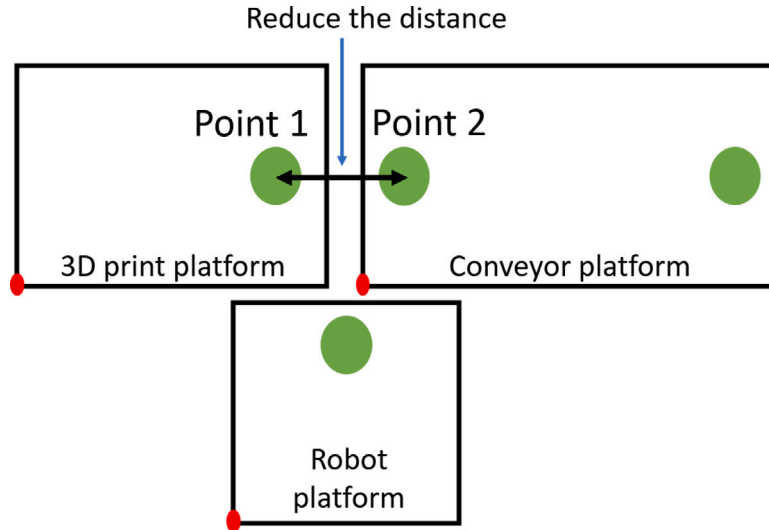 Reduce the distance
Point 1
Point 2
3D print platform
Conveyor platform
Robot
platform